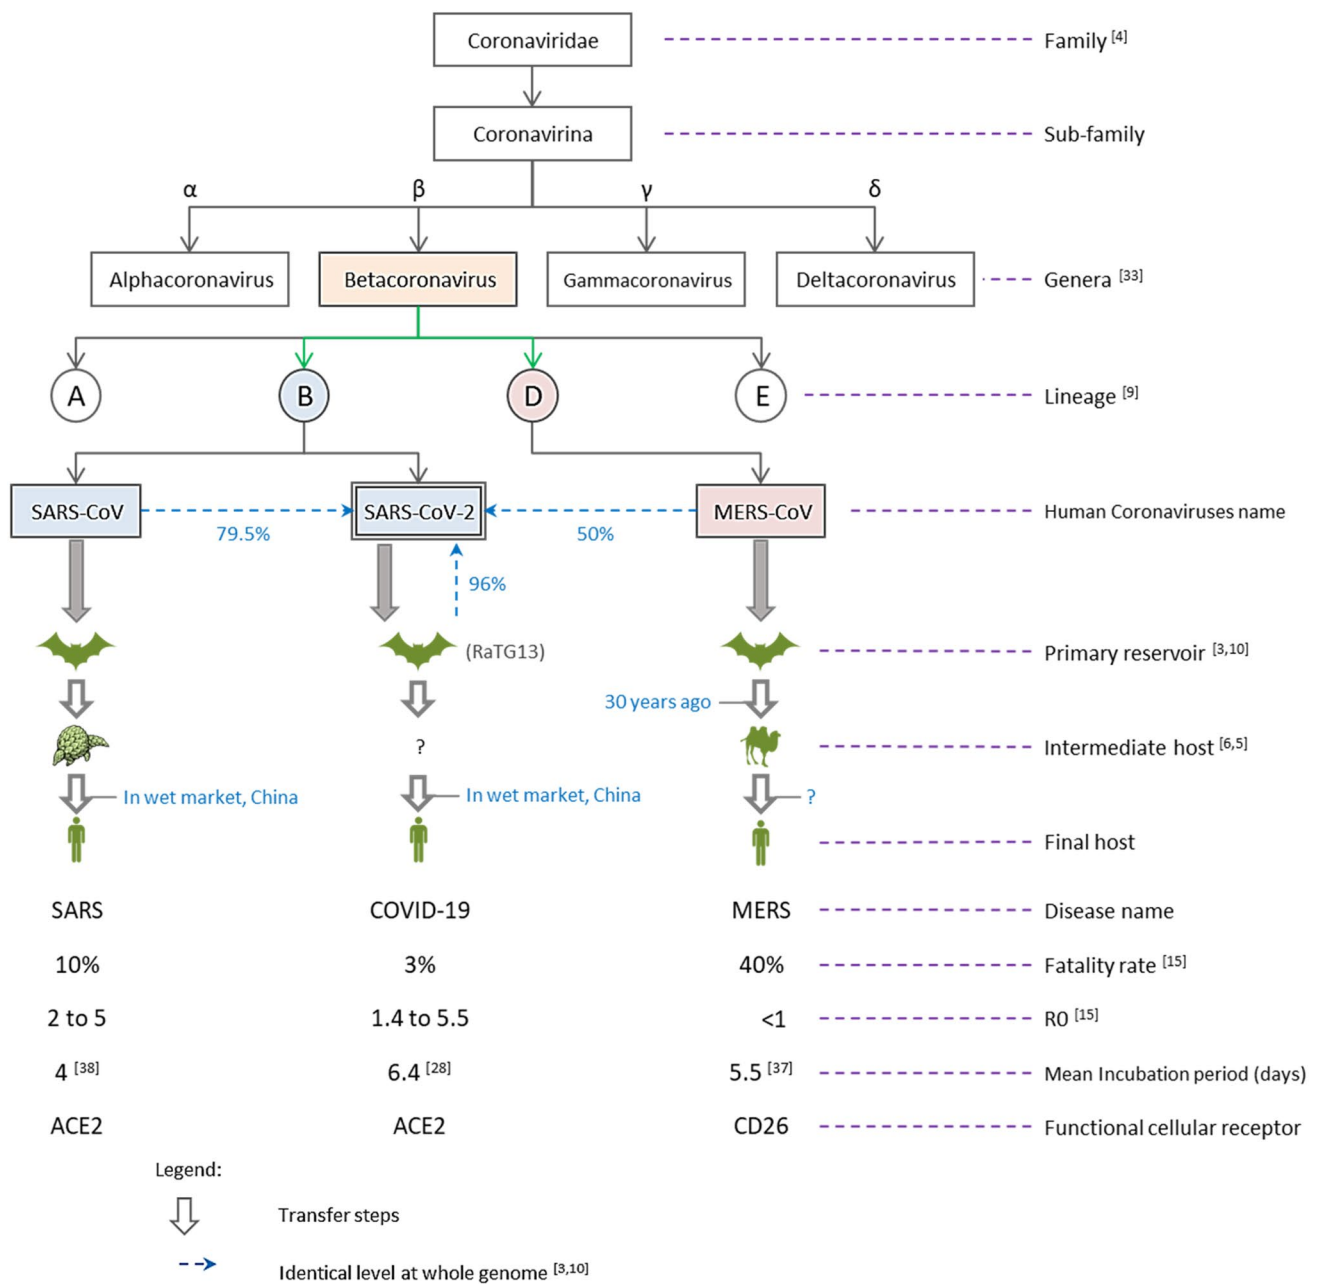 Coronaviridae
Family [4]
Coronavirina
Sub-family
α β γ δ
Alphacoronavirus Betacoronavirus Gammacoronavirus Deltacoronavirus Genera [33]
A B D E Lineage [9]
SARS-CoV SARS-CoV-2 MERS-CoV Human Coronaviruses name
79.5% 50%
96%
(RaTG13) Primary reservoir [3,10]
30 years ago
? Intermediate host [6,5]
In wet market, China In wet market, China ?
Final host
SARS COVID-19 MERS Disease name
10% 3% 40% Fatality rate [15]
2 to 5 1.4 to 5.5 <1 R0 [15]
4 [38] 6.4 [28] 5.5 [37] Mean Incubation period (days)
ACE2 ACE2 CD26 Functional cellular receptor
Legend:
Transfer steps
Identical level at whole genome [3,10]